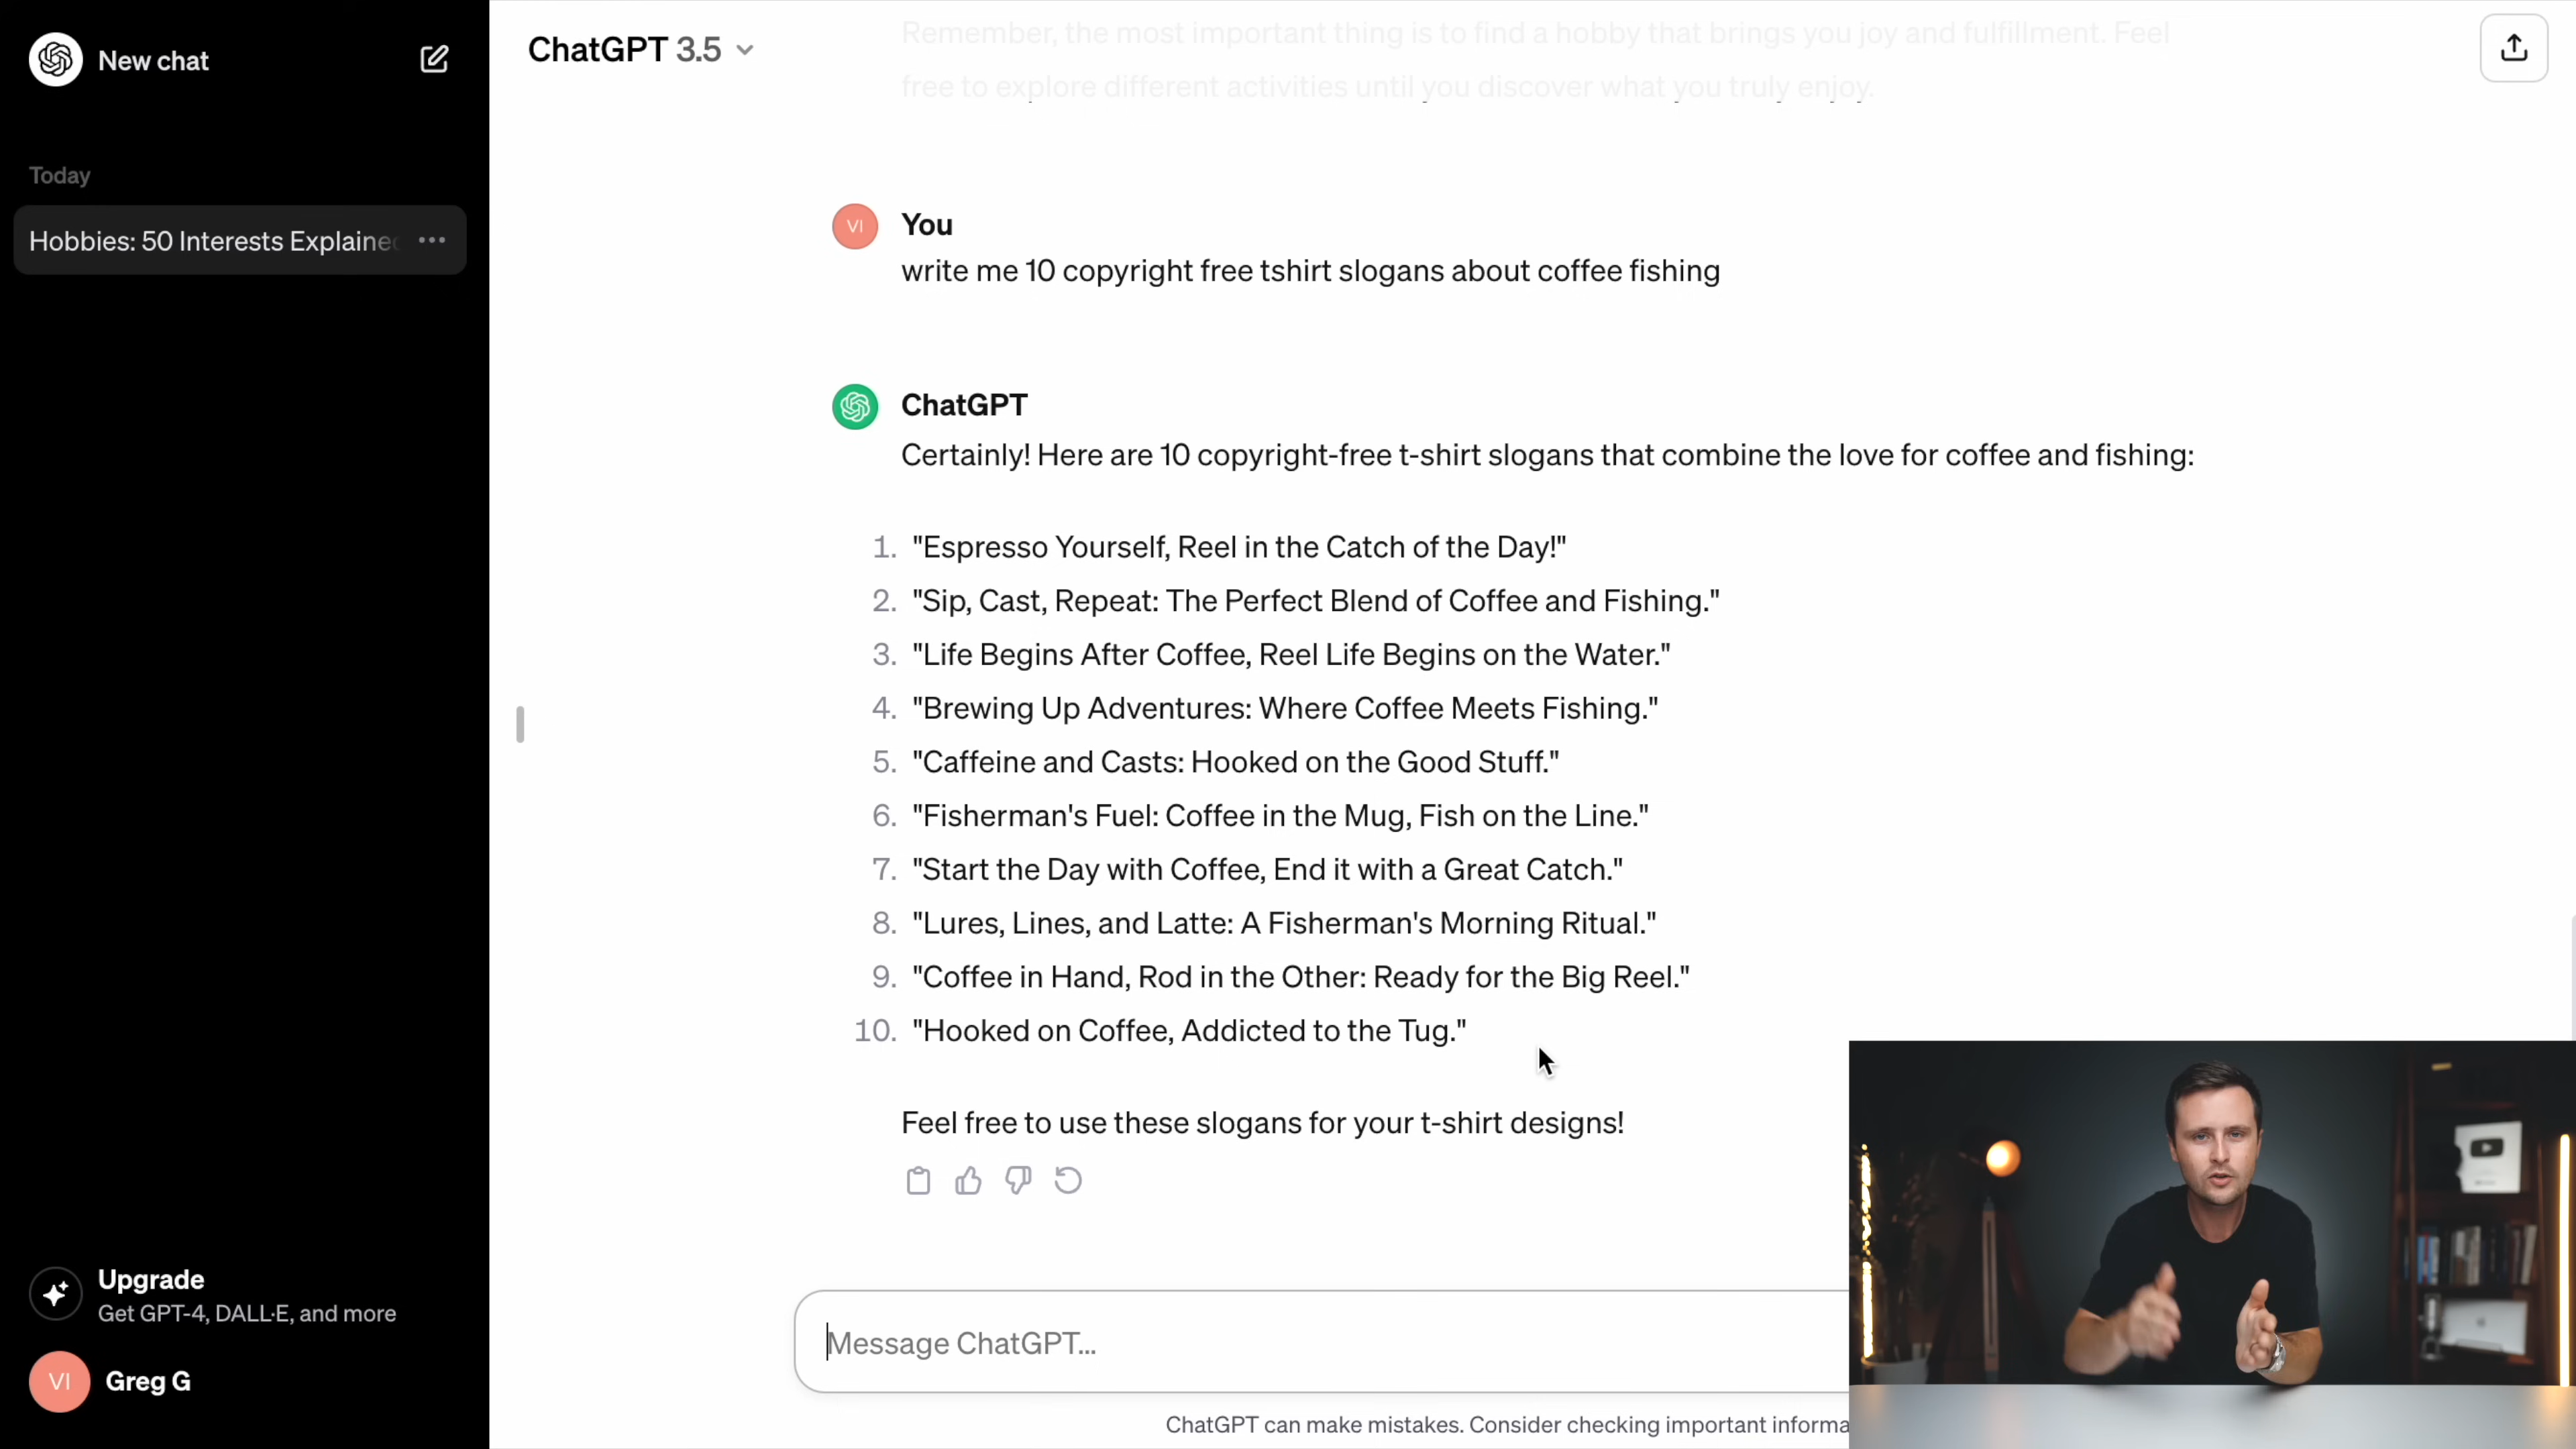 New chat
Today
Hobbies: 50 Interests Explained
Upgrade
Get GPT-4, DALL·E, and more
VI
Greg G
ChatGPT 3.5
Remember, the most important thing is to find a hobby that brings you joy and fulfillment. Feel
free to explore different activities until you discover what you truly enjoy.
VI
You
write me 10 copyright free tshirt slogans about coffee fishing
ChatGPT
Certainly! Here are 10 copyright-free t-shirt slogans that combine the love for coffee and fishing:
1. "Espresso Yourself, Reel in the Catch of the Day!"
2. "Sip, Cast, Repeat: The Perfect Blend of Coffee and Fishing."
3. "Life Begins After Coffee, Reel Life Begins on the Water."
4. "Brewing Up Adventures: Where Coffee Meets Fishing."
5. "Caffeine and Casts: Hooked on the Good Stuff."
6. "Fisherman's Fuel: Coffee in the Mug, Fish on the Line."
7. "Start the Day with Coffee, End it with a Great Catch."
8. "Lures, Lines, and Latte: A Fisherman's Morning Ritual."
9. "Coffee in Hand, Rod in the Other: Ready for the Big Reel."
10. "Hooked on Coffee, Addicted to the Tug."
Feel free to use these slogans for your t-shirt designs!
Message ChatGPT...
ChatGPT can make mistakes. Consider checking important informa